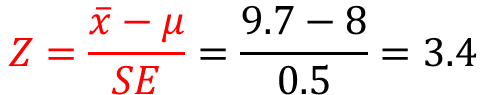 Z = (x̄ − μ)/SE = (9.7 − 8)/0.5 = 3.4